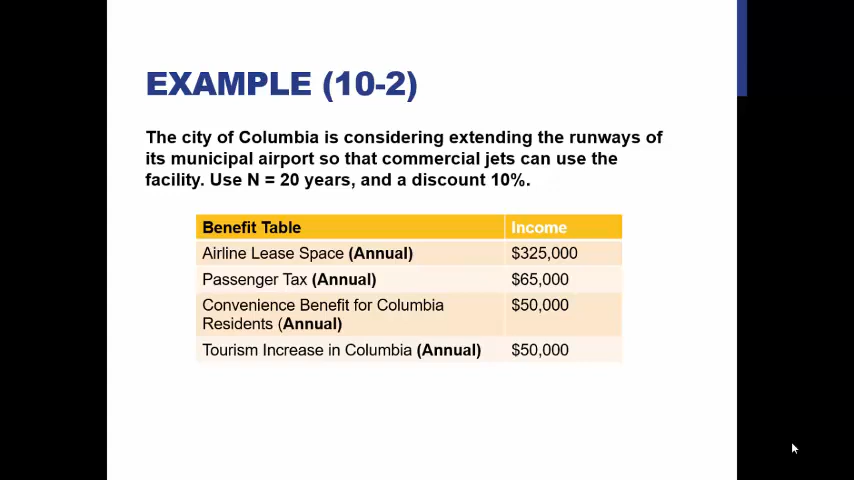 EXAMPLE (10-2)
The city of Columbia is considering extending the runways of
its municipal airport so that commercial jets can use the
facility. Use N = 20 years, and a discount 10%.
Benefit Table Income
Airline Lease Space (Annual) $325,000
Passenger Tax (Annual) $65,000
Convenience Benefit for Columbia $50,000
Residents (Annual)
Tourism Increase in Columbia (Annual) $50,000